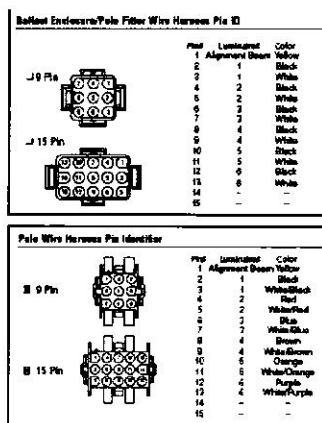 Ballast Enclosure/Pole Fitter Wire Harness Pin ID
Pin# Luminaire# Color
1 Alignment Beam Yellow
2 1 Black
3 1 White
4 2 Black
5 2 White
6 3 Black
7 3 White
8 4 Black
9 4 White
10 5 Black
11 5 White
12 6 Black
13 6 White
14 – –
15 – –
9 Pin
15 Pin
Pole Wire Harness Pin Identifier
Pin# Luminaire# Color
1 Alignment Beam Yellow
2 1 Black
3 1 White/Black
4 2 Red
5 2 White/Red
6 3 Blue
7 3 White/Blue
8 4 Brown
9 4 White/Brown
10 5 Orange
11 5 White/Orange
12 6 Purple
13 6 White/Purple
14 – –
15 – –
9 Pin
15 Pin